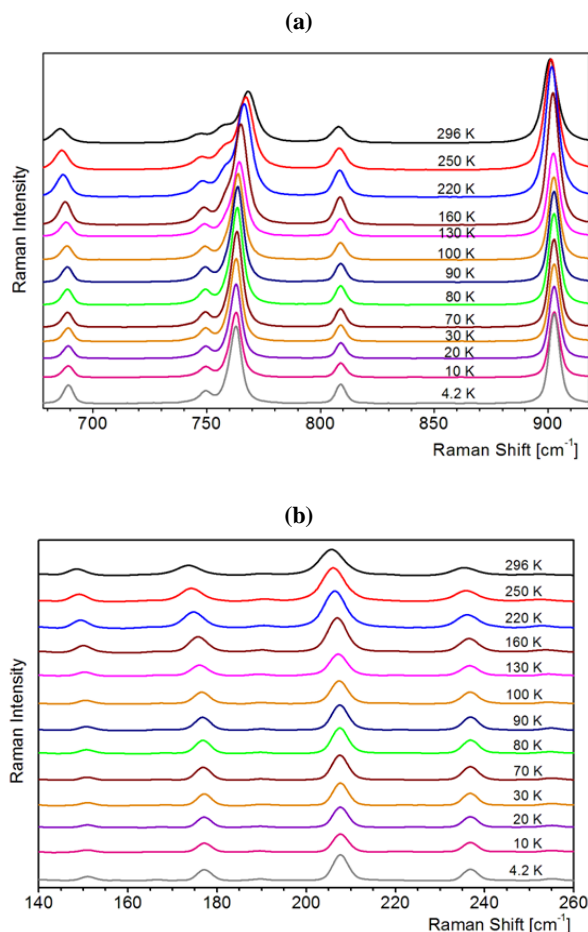 (a)
Raman Intensity
296 K
250 K
220 K
160 K
130 K
100 K
90 K
80 K
70 K
30 K
20 K
10 K
4.2 K
700 750 800 850 900
Raman Shift [cm⁻¹]
(b)
Raman Intensity
296 K
250 K
220 K
160 K
130 K
100 K
90 K
80 K
70 K
30 K
20 K
10 K
4.2 K
140 160 180 200 220 240 260
Raman Shift [cm⁻¹]